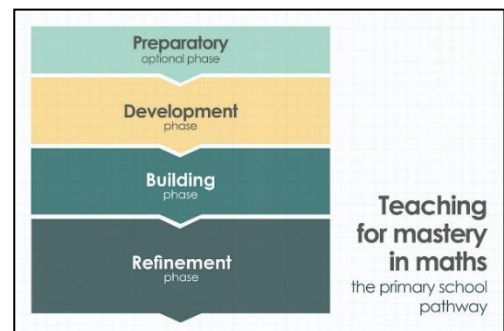 Preparatory
optional phase
Development
phase
Building
phase
Refinement
phase
Teaching
for mastery
in maths
the primary school
pathway